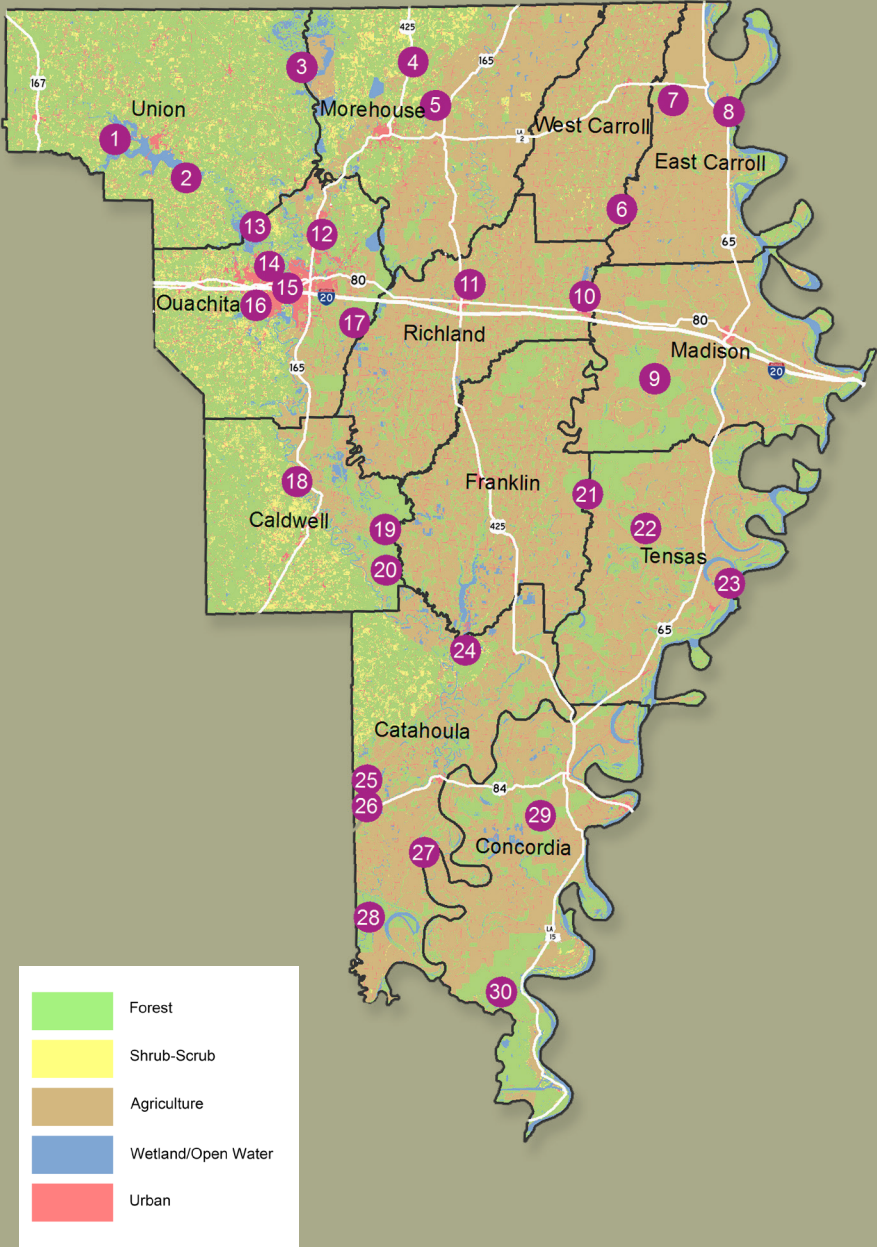 425
3
4
167
165
7
Union
Morehouse
5
8
LA
2
West Carroll
1
East Carroll
2
6
13
12
65
14
80
11
15
20
10
Ouachita
16
17
80
Richland
Madison
165
20
9
18
Franklin
21
Caldwell
425
22
19
Tensas
20
23
65
24
Catahoula
25
84
26
29
Concordia
27
28
LA
15
30
Forest
Shrub-Scrub
Agriculture
Wetland/Open Water
Urban